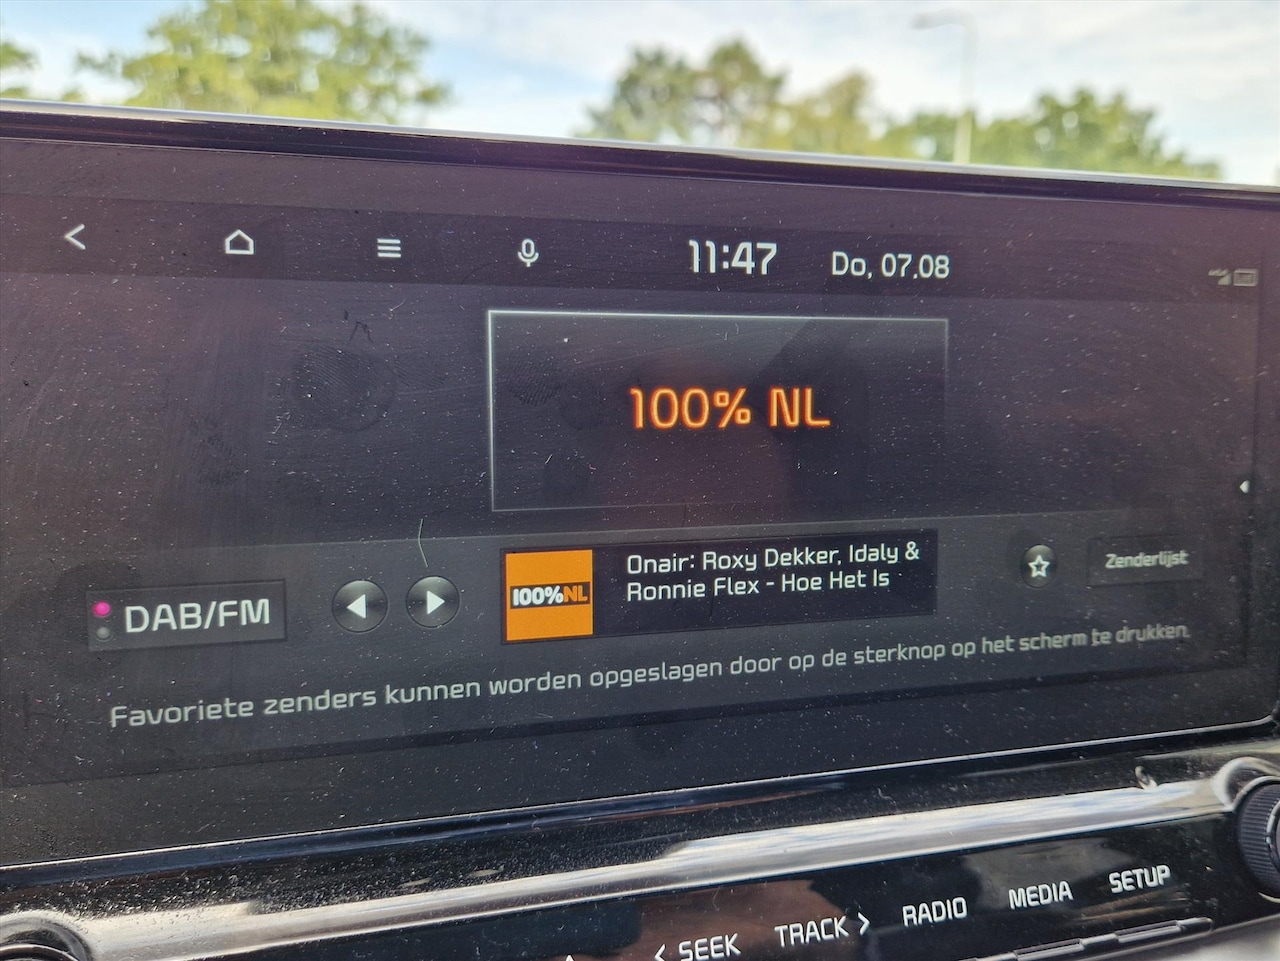 11:47 Do, 07.08
100% NL
100%NL
Onair: Roxy Dekker, Idaly &
Ronnie Flex - Hoe Het Is
Zenderlijst
DAB/FM
Favoriete zenders kunnen worden opgeslagen door op de sterknop op het scherm te drukken.
< SEEK TRACK > RADIO MEDIA SETUP